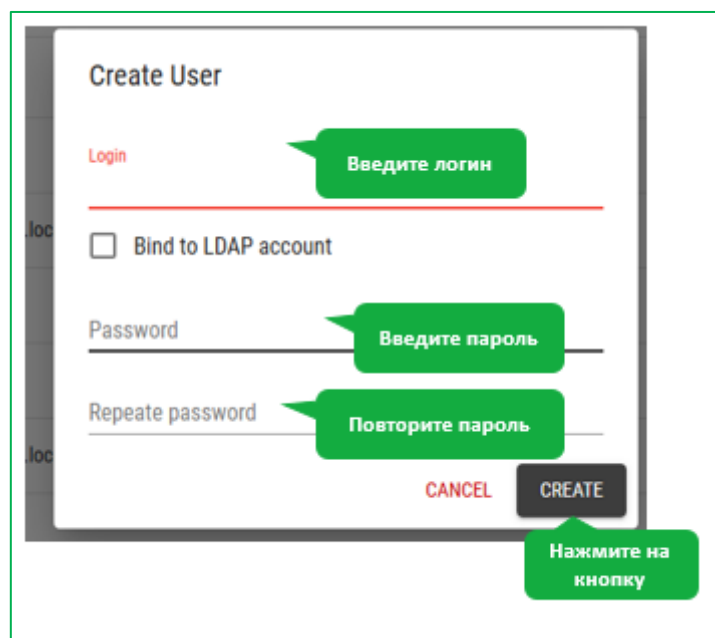 Create User
Login
Введите логин
.loc
Bind to LDAP account
Password
Введите пароль
Repeate password
Повторите пароль
.loc
CANCEL
CREATE
Нажмите на
кнопку